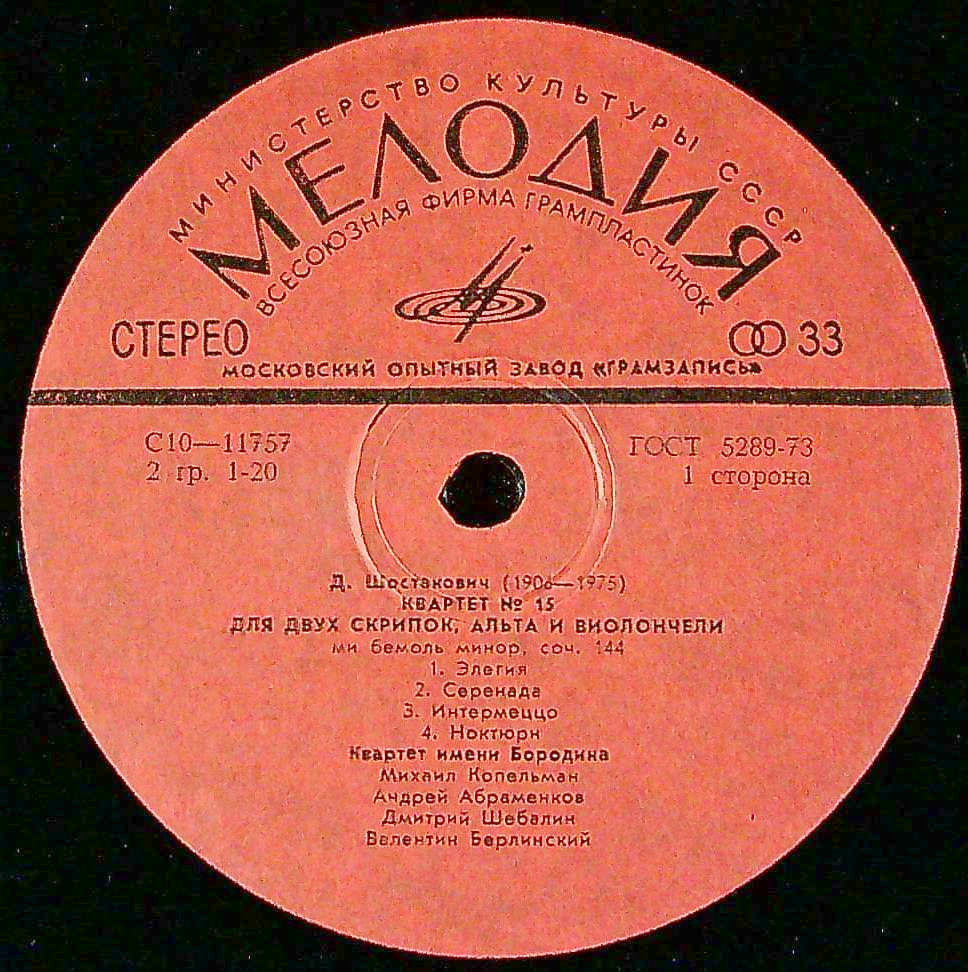 МИНИСТЕРСТВО КУЛЬТУРЫ СССР
МЕЛОДИЯ
ВСЕСОЮЗНАЯ ФИРМА ГРАМПЛАСТИНОК
СТЕРЕО
33
МОСКОВСКИЙ ОПЫТНЫЙ ЗАВОД «ГРАМЗАПИСЬ»
С10—11757
ГОСТ 5289-73
2 гр. 1-20
1 сторона
Д. Шостакович (1906—1975)
КВАРТЕТ № 15
ДЛЯ ДВУХ СКРИПОК, АЛЬТА И ВИОЛОНЧЕЛИ
ми бемоль минор, соч. 144
1. Элегия
2. Серенада
3. Интермеццо
4. Ноктюрн
Квартет имени Бородина
Михаил Копельман
Андрей Абраменков
Дмитрий Шебалин
Валентин Берлинский